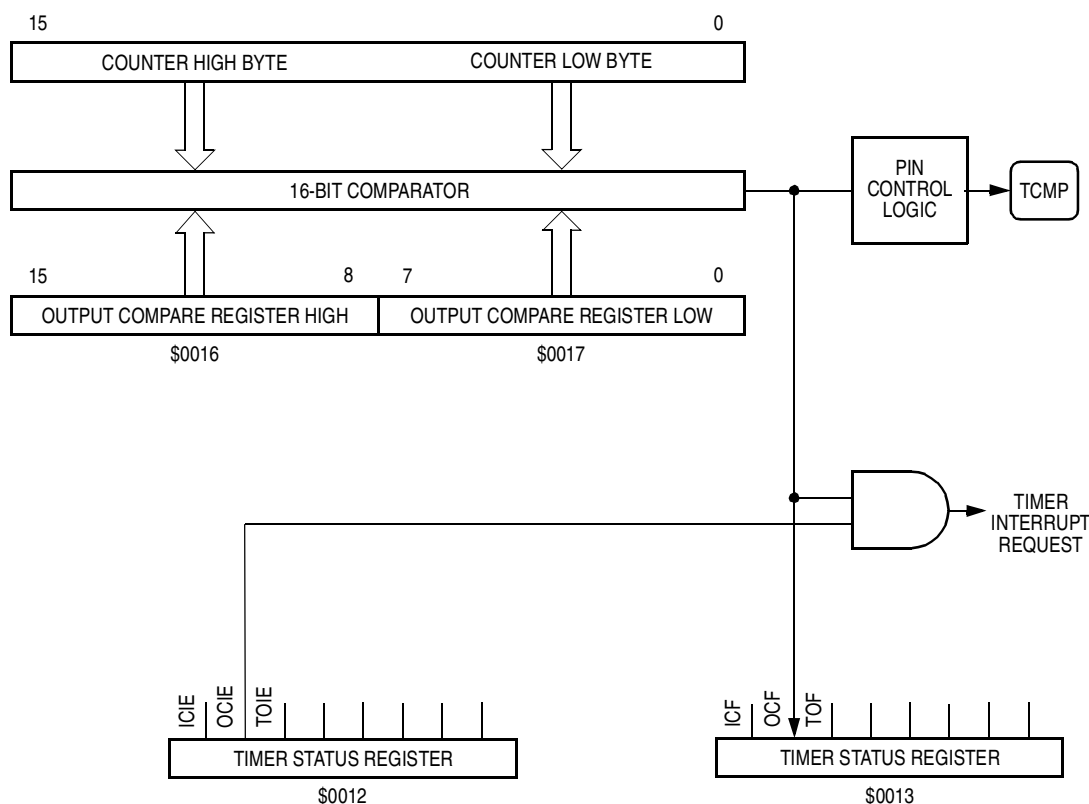 15 0
COUNTER HIGH BYTE COUNTER LOW BYTE
16-BIT COMPARATOR
PIN
CONTROL
LOGIC
TCMP
15 8 7 0
OUTPUT COMPARE REGISTER HIGH OUTPUT COMPARE REGISTER LOW
$0016 $0017
TIMER
INTERRUPT
REQUEST
ICIE OCIE TOIE
TIMER STATUS REGISTER
$0012
ICF OCF TOF
TIMER STATUS REGISTER
$0013